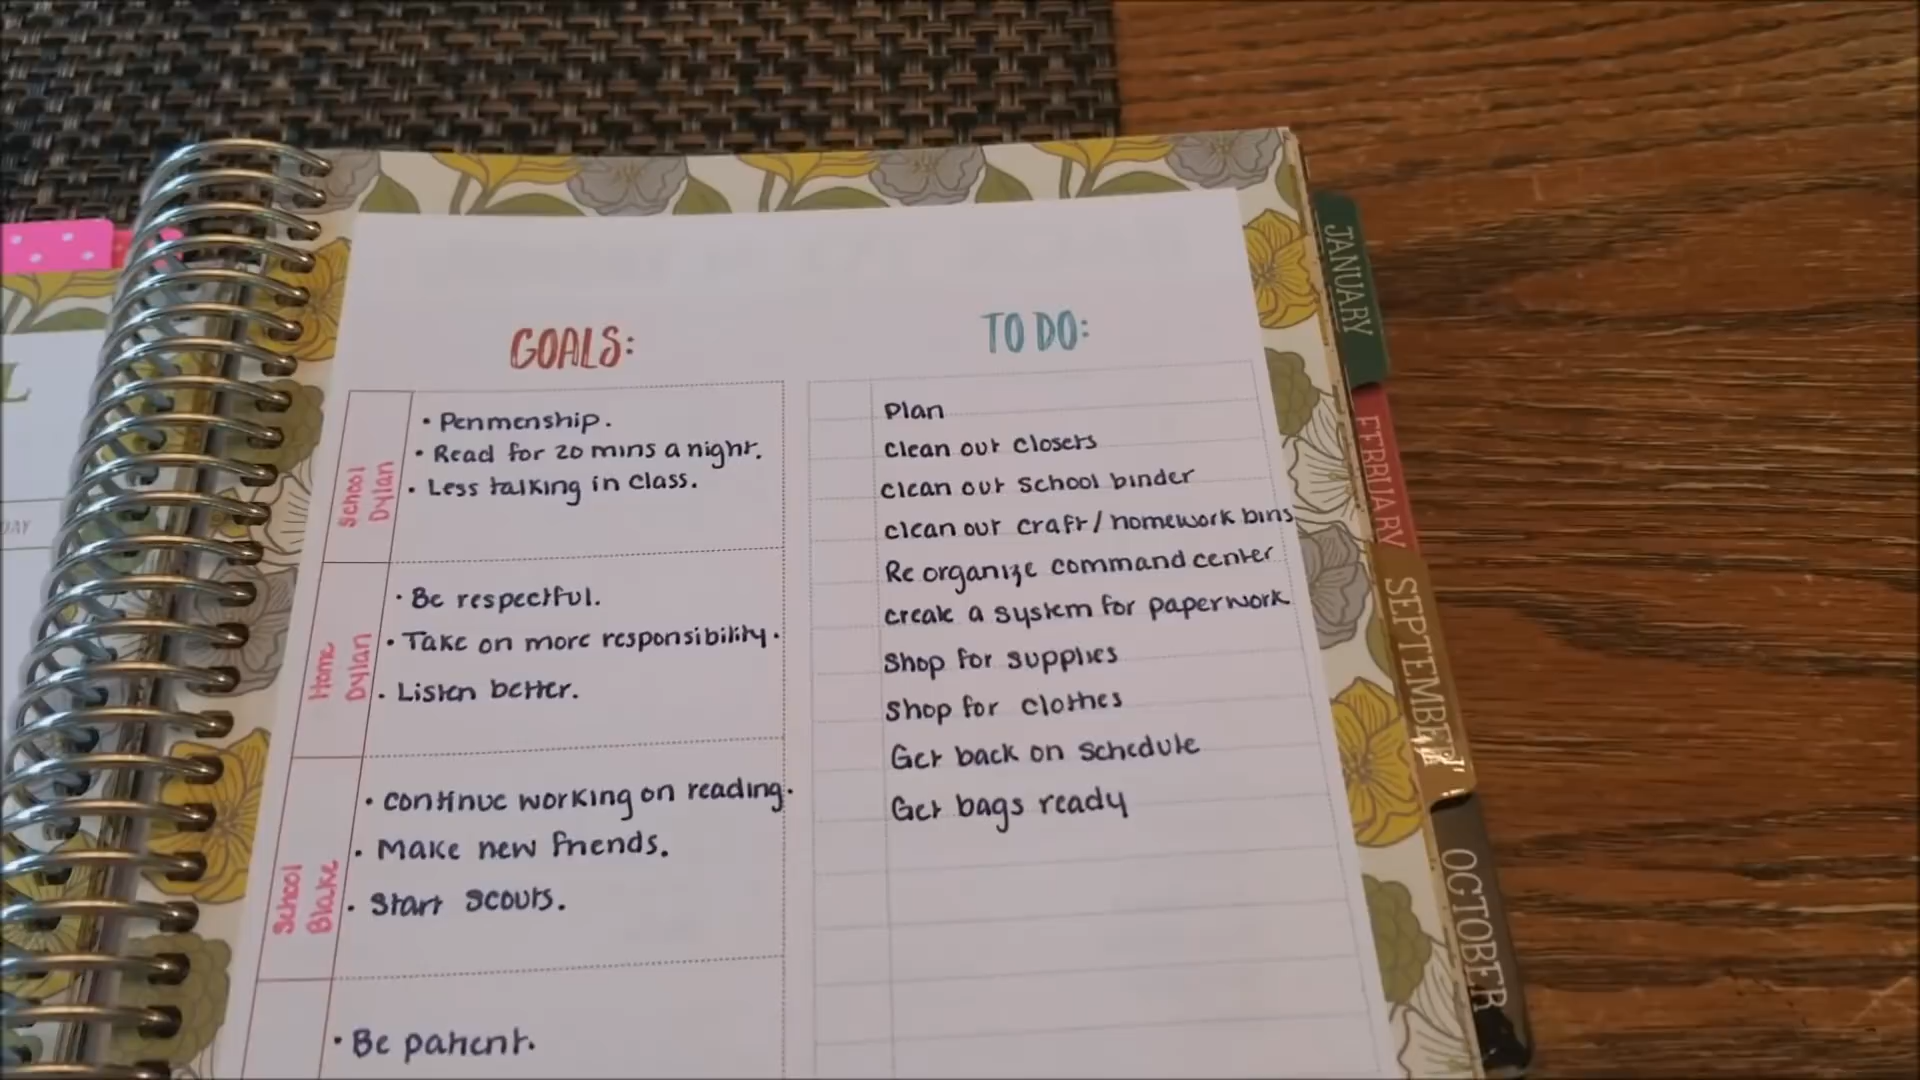 L
DAY
GOALS:
School
Dylan
• Penmenship.
• Read for 20 mins a night.
• Less talking in class.
Home
Dylan
• Be respectful.
• Take on more responsibility.
• Listen better.
School
Blake
• continue working on reading.
• Make new friends.
• Start scouts.
• Be patient.
TO DO:
Plan
clean out closets
clean out school binder
clean out craft/homework bins
Re organize command center
create a system for paperwork
Shop for supplies
Shop for clothes
Get back on schedule
Get bags ready
JANUARY
FEBRUARY
SEPTEMBER
OCTOBER